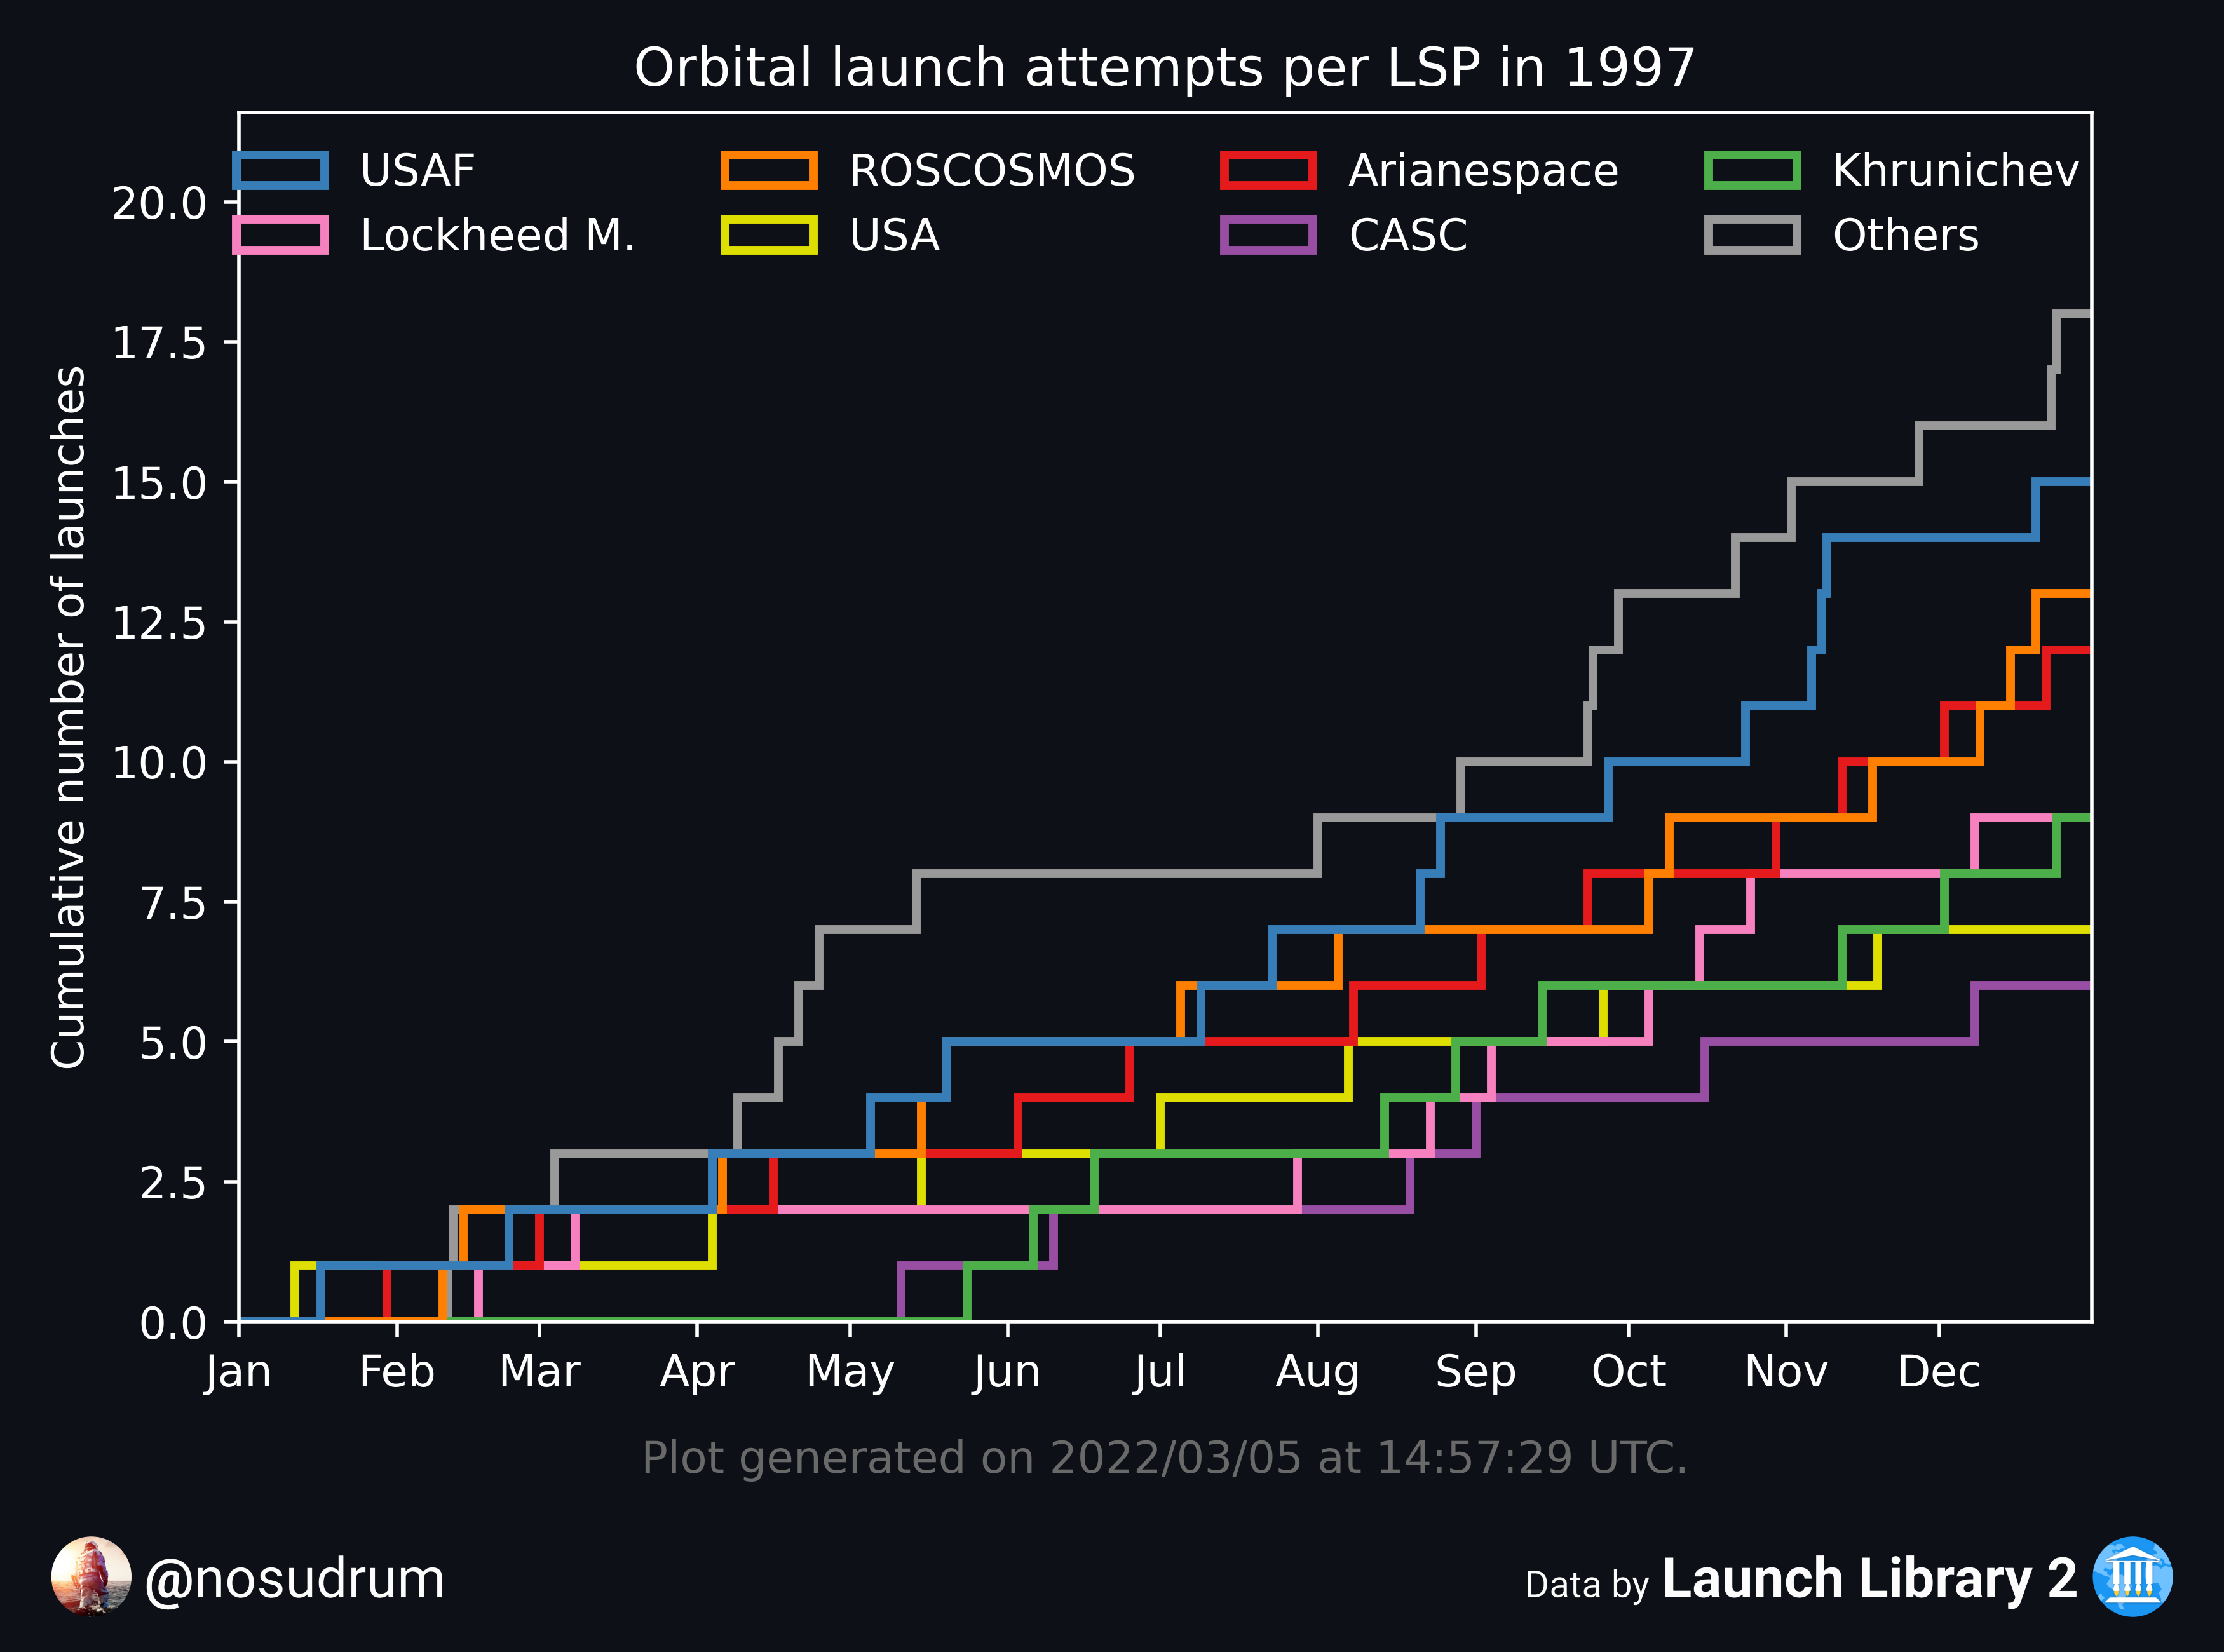 Orbital launch attempts per LSP in 1997
USAF ROSCOSMOS Arianespace Khrunichev
Lockheed M. USA CASC Others
Cumulative number of launches
20.0
17.5
15.0
12.5
10.0
7.5
5.0
2.5
0.0
Jan Feb Mar Apr May Jun Jul Aug Sep Oct Nov Dec
Plot generated on 2022/03/05 at 14:57:29 UTC.
@nosudrum
Data by Launch Library 2